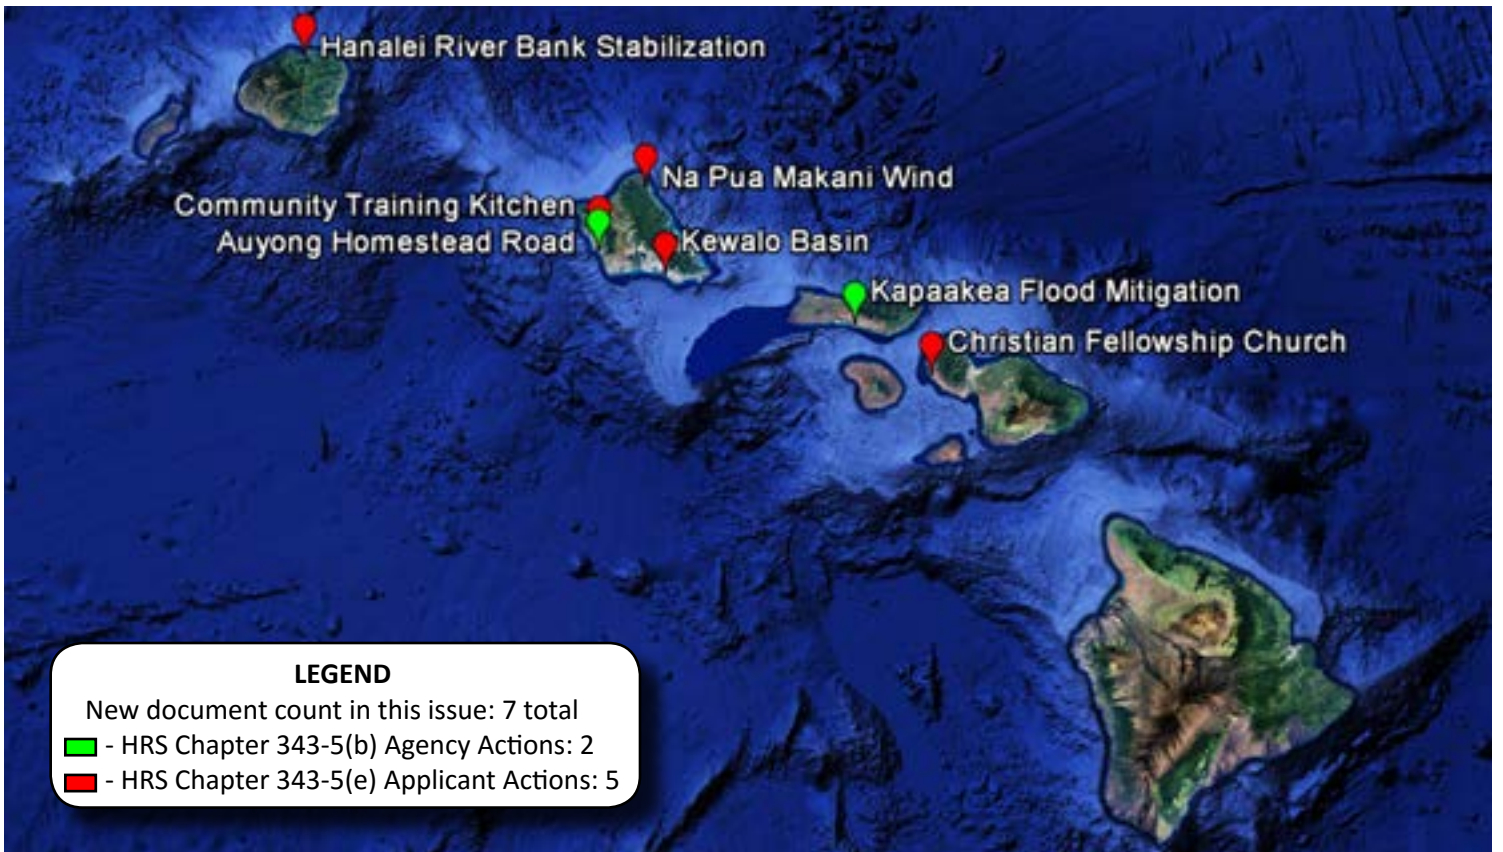 Hanalei River Bank Stabilization
Na Pua Makani Wind
Community Training Kitchen
Auyong Homestead Road
Kewalo Basin
Kapaakea Flood Mitigation
Christian Fellowship Church
LEGEND
New document count in this issue: 7 total
- HRS Chapter 343-5(b) Agency Actions: 2
- HRS Chapter 343-5(e) Applicant Actions: 5